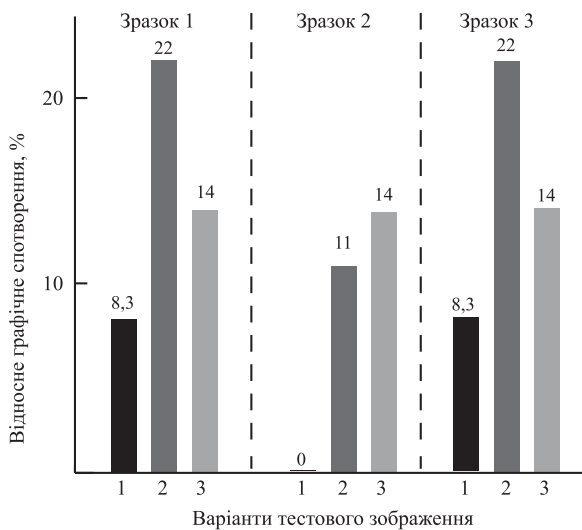 Зразок 1 Зразок 2 Зразок 3
22 22
20
14 14 14
11
10
8,3 8,3
0
1 2 3 1 2 3 1 2 3
Варіанти тестового зображення
Відносне графічне спотворення, %